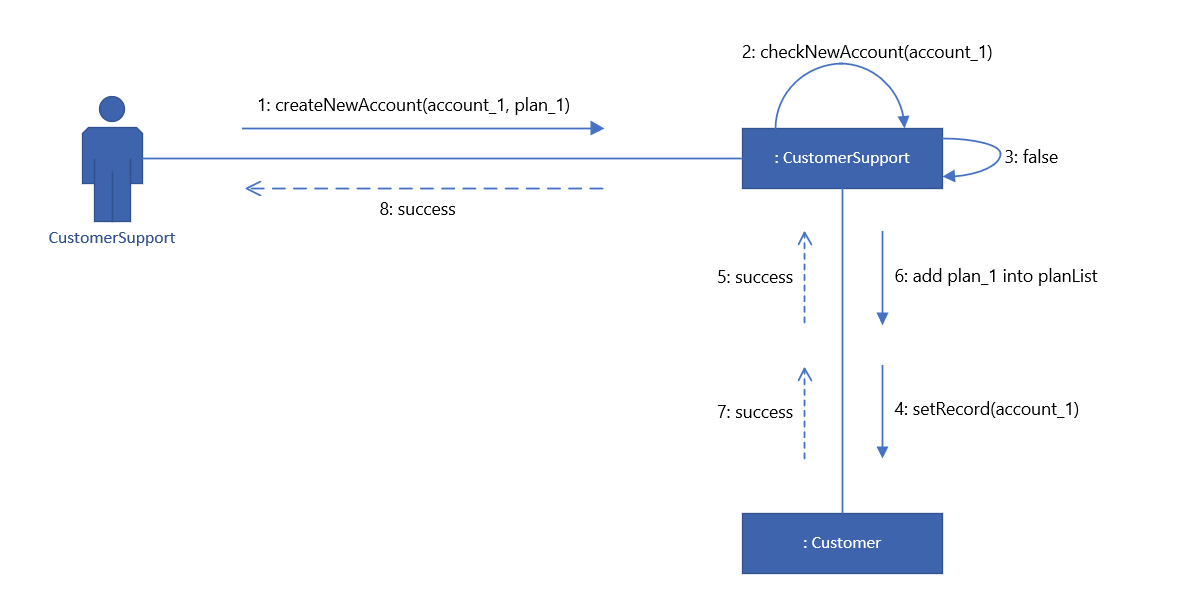 2: checkNewAccount(account_1)
1: createNewAccount(account_1, plan_1)
: CustomerSupport
3: false
8: success
CustomerSupport
5: success
6: add plan_1 into planList
7: success
4: setRecord(account_1)
: Customer